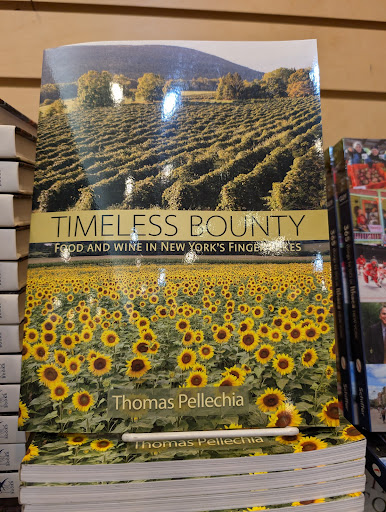 TIMELESS BOUNTY
FOOD AND WINE IN NEW YORK'S FINGER LAKES
Thomas Pellechia
Thomas Pellechia